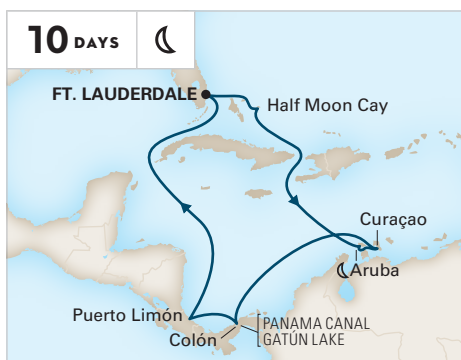 10 DAYS
FT. LAUDERDALE
Half Moon Cay
Curaçao
Aruba
Puerto Limón
PANAMA CANAL
Colón
GATÚN LAKE